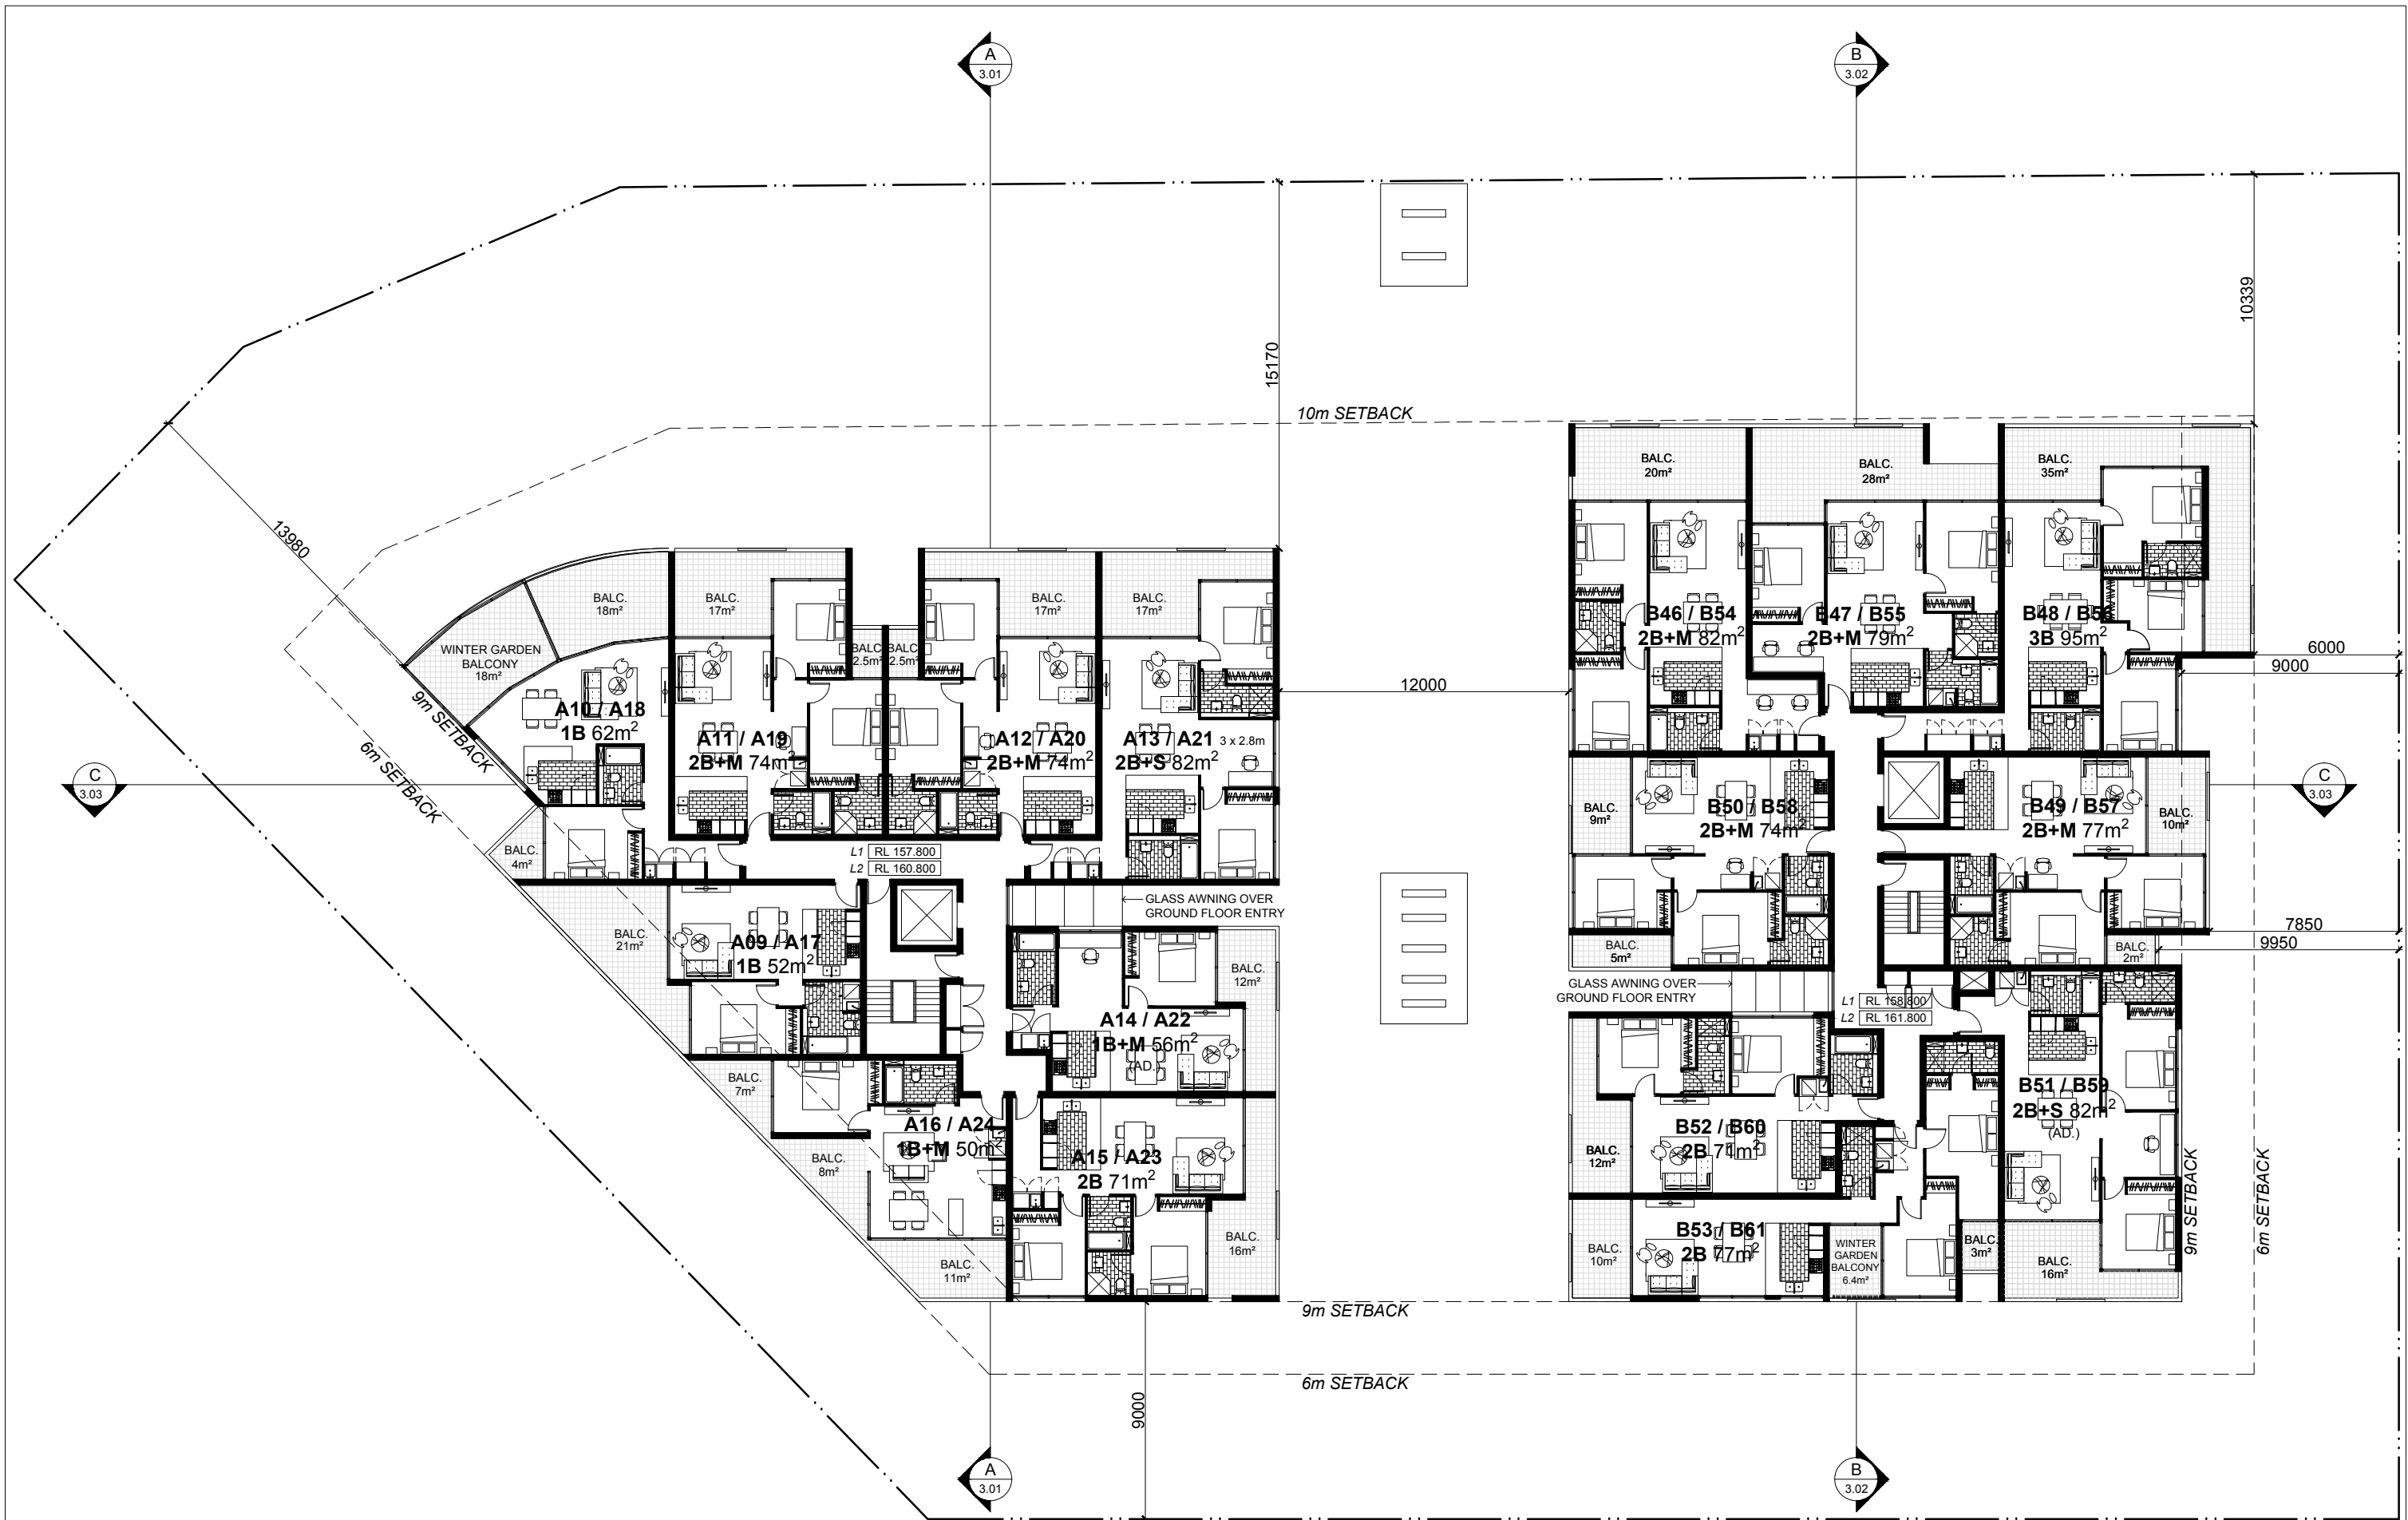 A
3.01
B
3.02
10339
15170
10m SETBACK
13980
BALC.
20m²
BALC.
28m²
BALC.
35m²
BALC.
18m²
BALC.
17m²
BALC.
17m²
BALC.
17m²
WINTER GARDEN
BALCONY
18m²
BALC.
2.5m²
BALC.
2.5m²
B46 / B54
2B+M 82m²
B47 / B55
2B+M 79m²
B48 / B56
3B 95m²
6000
9000
12000
9m SETBACK
6m SETBACK
A10 / A18
1B 62m²
A11 / A19
2B+M 74m²
A12 / A20
2B+M 74m²
A13 / A21
2B+S 82m²
3 x 2.8m
C
3.03
C
3.03
BALC.
9m²
B50 / B58
2B+M 74m²
B49 / B57
2B+M 77m²
BALC.
10m²
BALC.
4m²
L1 RL 157.800
L2 RL 160.800
GLASS AWNING OVER
GROUND FLOOR ENTRY
7850
9950
BALC.
21m²
A09 / A17
1B 52m²
BALC.
12m²
BALC.
5m²
BALC.
2m²
GLASS AWNING OVER
GROUND FLOOR ENTRY
L1 RL 158.800
L2 RL 161.800
A14 / A22
1B+M 56m²
(AD.)
BALC.
7m²
B51 / B59
2B+S 82m²
(AD.)
A16 / A24
1B+M 50m²
BALC.
8m²
A15 / A23
2B 71m²
B52 / B60
2B 71m²
BALC.
12m²
9m SETBACK
6m SETBACK
BALC.
16m²
BALC.
11m²
BALC.
10m²
B53 / B61
2B 77m²
WINTER
GARDEN
BALCONY
6.4m²
BALC.
3m²
BALC.
16m²
9m SETBACK
6m SETBACK
9000
A
3.01
B
3.02